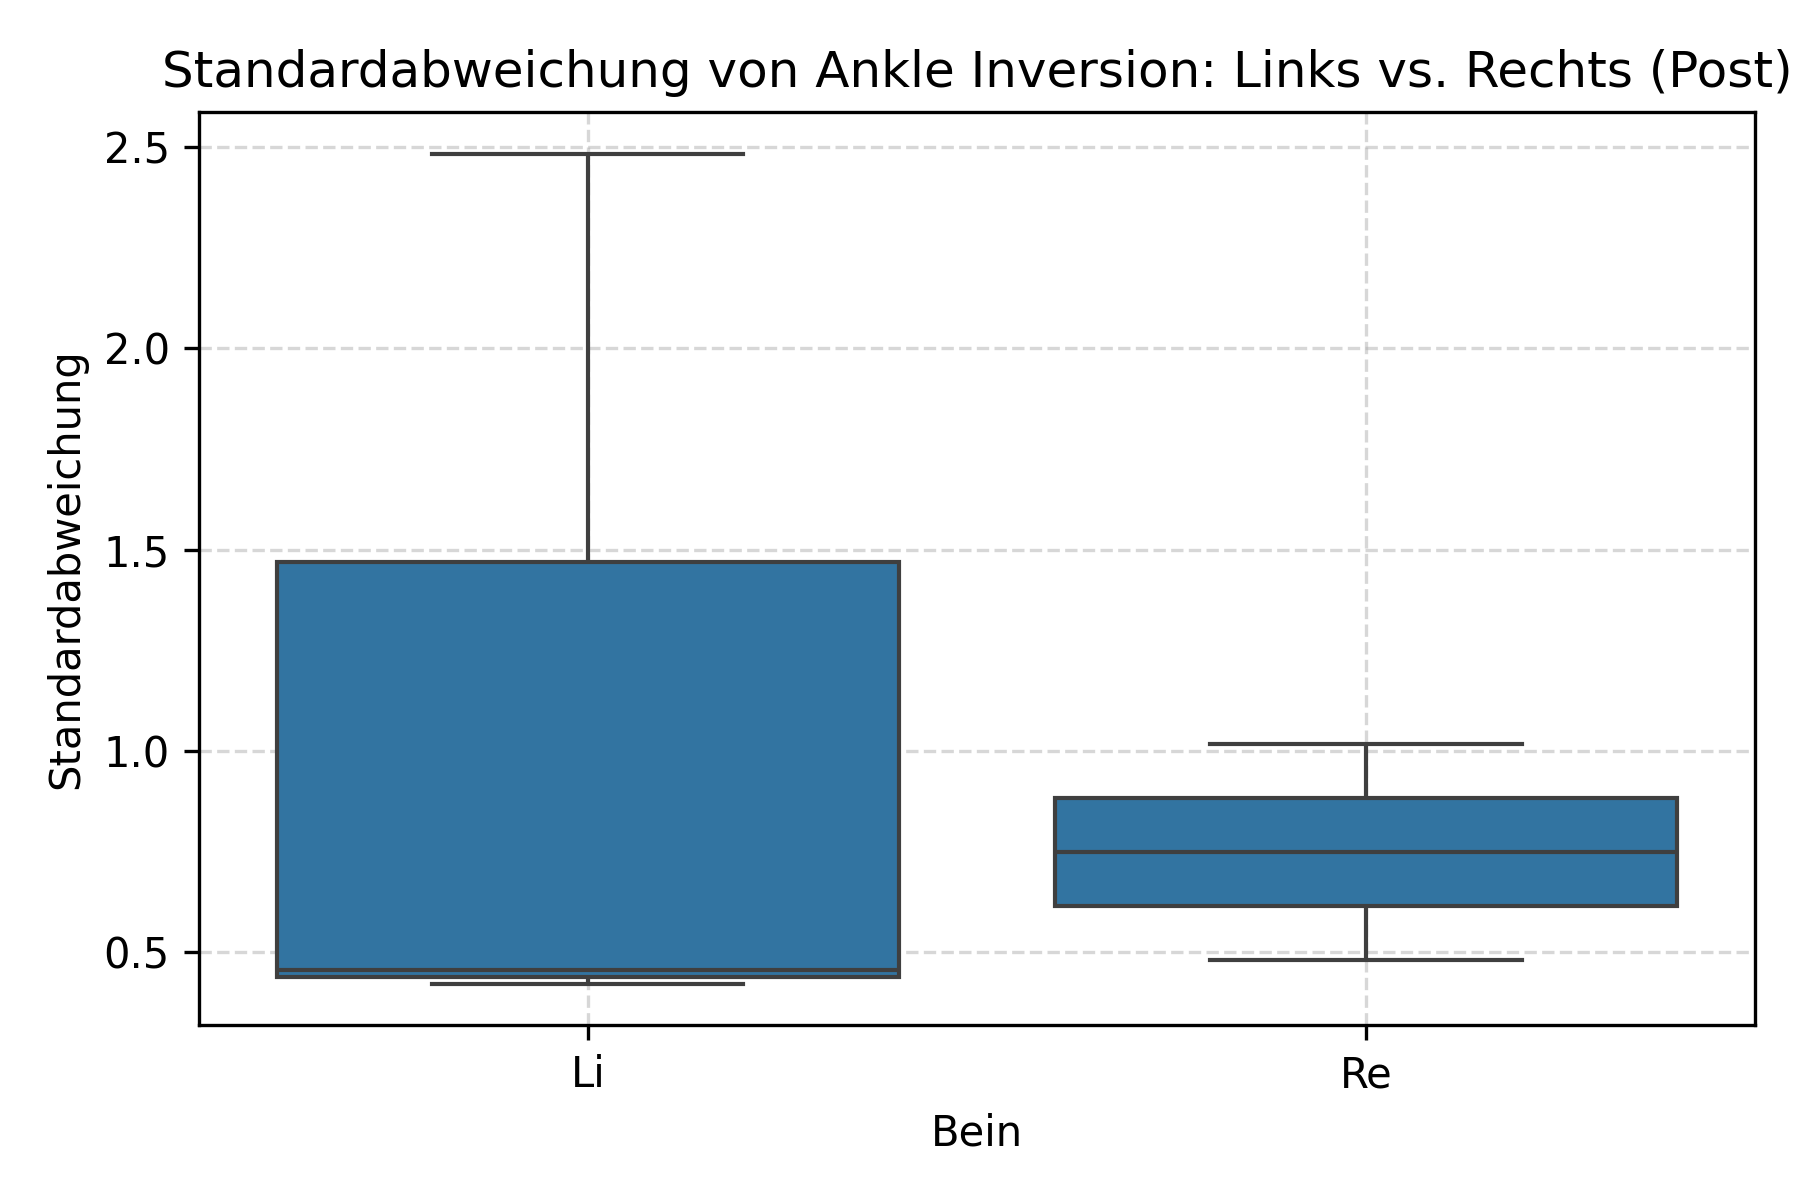 Standardabweichung von Ankle Inversion: Links vs. Rechts (Post)
Standardabweichung
2.5
2.0
1.5
1.0
0.5
Li
Re
Bein